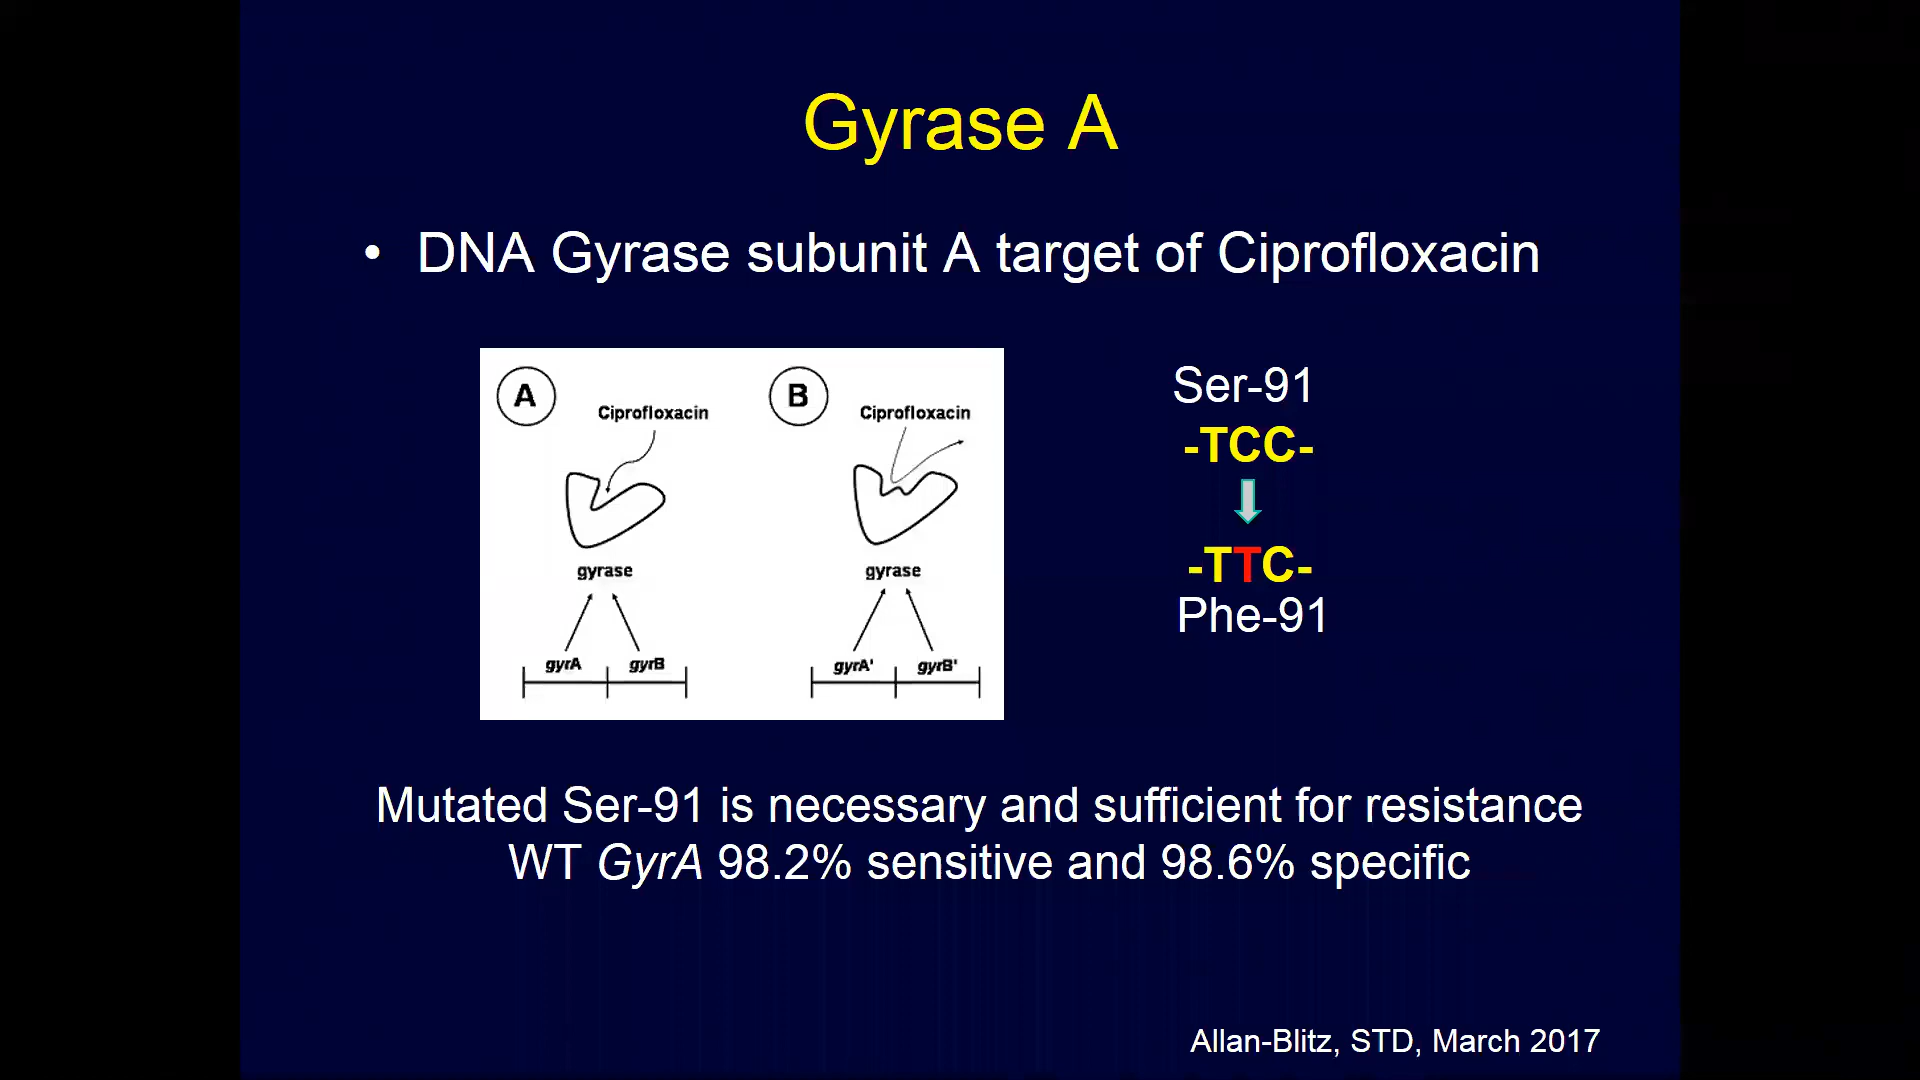 Gyrase A
• DNA Gyrase subunit A target of Ciprofloxacin
A
Ciprofloxacin
gyrase
gyrA gyrB
B
Ciprofloxacin
gyrase
gyrA' gyrB'
Ser-91
-TCC-
-TTC-
Phe-91
Mutated Ser-91 is necessary and sufficient for resistance
WT GyrA 98.2% sensitive and 98.6% specific
Allan-Blitz, STD, March 2017